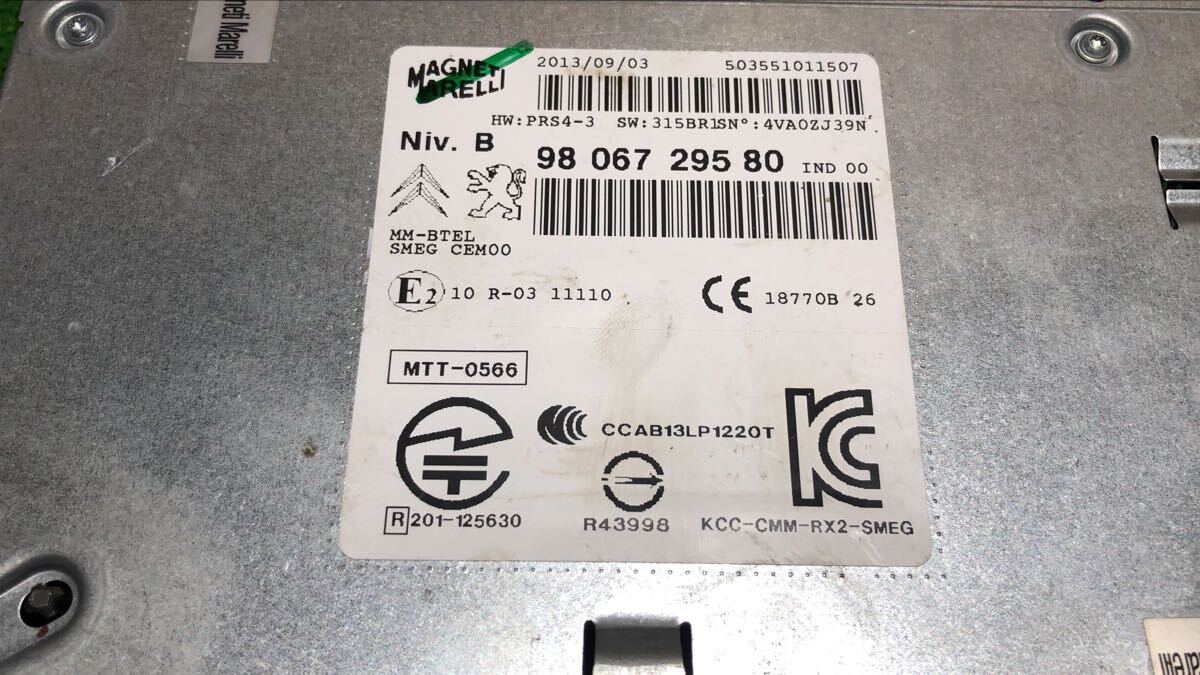 neti Marelli
MAGNETI MARELLI
2013/09/03 503551011507
HW:PRS4-3 SW:315BR1SN°:4VA0ZJ39N
Niv. B
98 067 295 80 IND 00
MM-BTEL
SMEG CEM00
E2 10 R-03 11110
CE 18770B 26
MTT-0566
CCAB13LP1220T
R 201-125630
R43998
KCC-CMM-RX2-SMEG